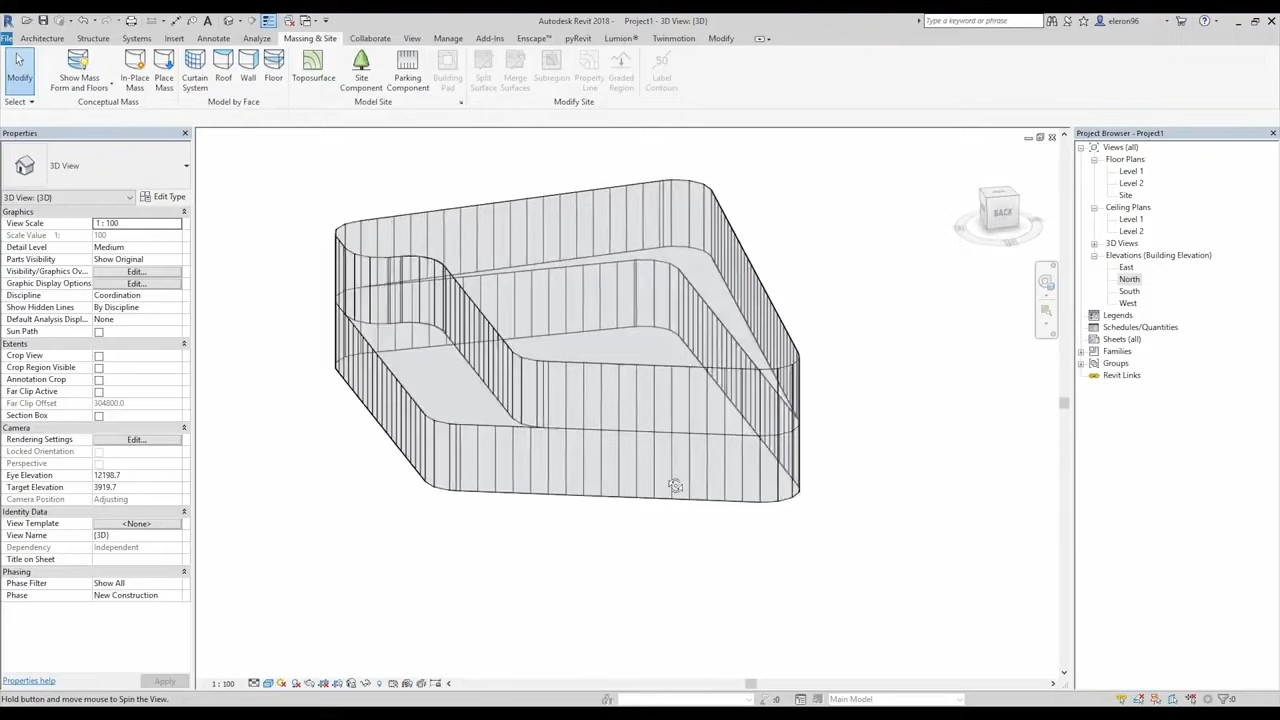 Autodesk Revit 2018 - Project1 - 3D View: {3D}
Type a keyword or phrase
eleron96
File Architecture Structure Systems Insert Annotate Analyze Massing & Site Collaborate View Manage Add-Ins Enscape™ pyRevit Lumion® Twinmotion Modify
Modify
Show Mass Form and Floors
In-Place Mass
Place Mass
Curtain System
Roof
Wall
Floor
Toposurface
Site Component
Parking Component
Building Pad
Split Surface
Merge Surfaces
Subregion
Property Line
Graded Region
50
Label Contours
Select
Conceptual Mass
Model by Face
Model Site
Modify Site
Properties
3D View
3D View: {3D}
Edit Type
Graphics
View Scale 1 : 100
Scale Value 1: 100
Detail Level Medium
Parts Visibility Show Original
Visibility/Graphics Ov... Edit...
Graphic Display Options Edit...
Discipline Coordination
Show Hidden Lines By Discipline
Default Analysis Displ... None
Sun Path
Extents
Crop View
Crop Region Visible
Annotation Crop
Far Clip Active
Far Clip Offset 304800.0
Section Box
Camera
Rendering Settings Edit...
Locked Orientation
Perspective
Eye Elevation 12198.7
Target Elevation 3919.7
Camera Position Adjusting
Identity Data
View Template <None>
View Name {3D}
Dependency Independent
Title on Sheet
Phasing
Phase Filter Show All
Phase New Construction
Properties help
Apply
BACK
Project Browser - Project1
Views (all)
Floor Plans
Level 1
Level 2
Site
Ceiling Plans
Level 1
Level 2
3D Views
Elevations (Building Elevation)
East
North
South
West
Legends
Schedules/Quantities
Sheets (all)
Families
Groups
Revit Links
1 : 100
Hold button and move mouse to Spin the View.
:0
Main Model
:0